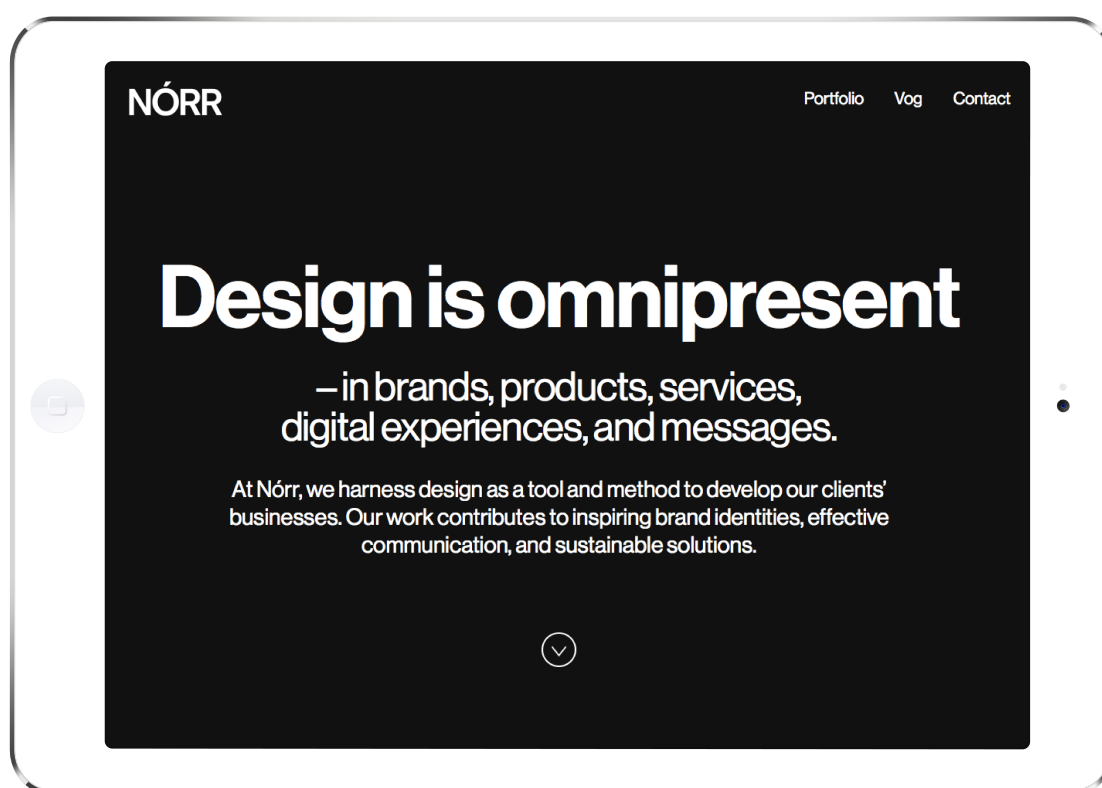 NÓRR
Portfolio Vog Contact
Design is omnipresent
– in brands, products, services,
digital experiences, and messages.
At Nórr, we harness design as a tool and method to develop our clients’
businesses. Our work contributes to inspiring brand identities, effective
communication, and sustainable solutions.